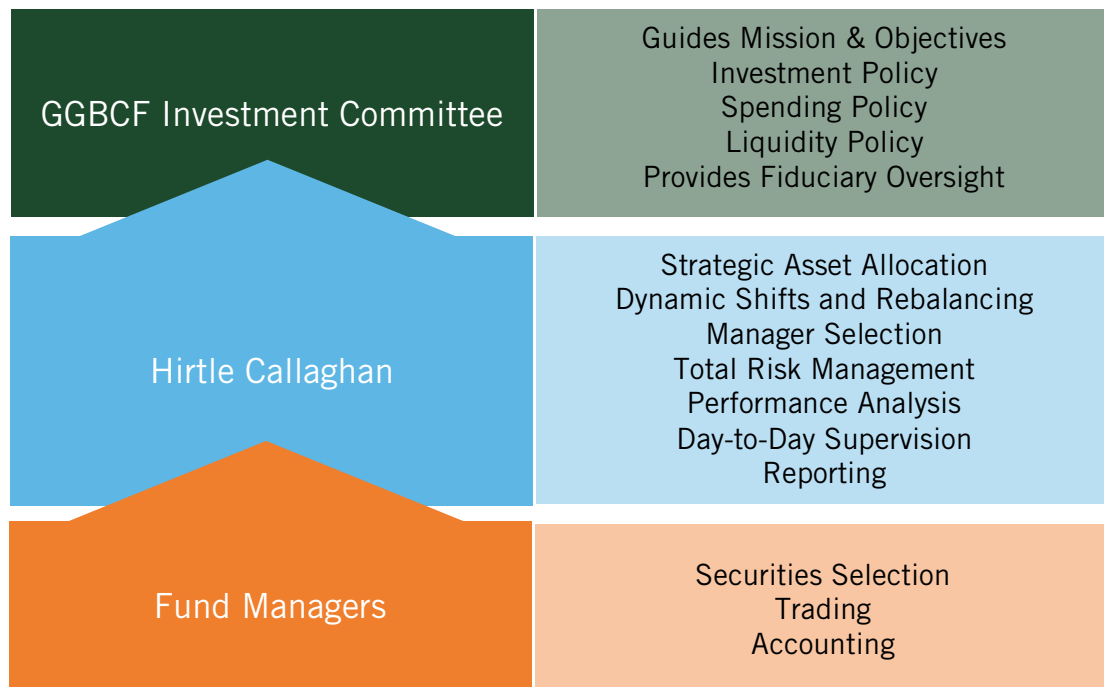 GGBCF Investment Committee
Guides Mission & Objectives
Investment Policy
Spending Policy
Liquidity Policy
Provides Fiduciary Oversight
Hirtle Callaghan
Strategic Asset Allocation
Dynamic Shifts and Rebalancing
Manager Selection
Total Risk Management
Performance Analysis
Day-to-Day Supervision
Reporting
Fund Managers
Securities Selection
Trading
Accounting